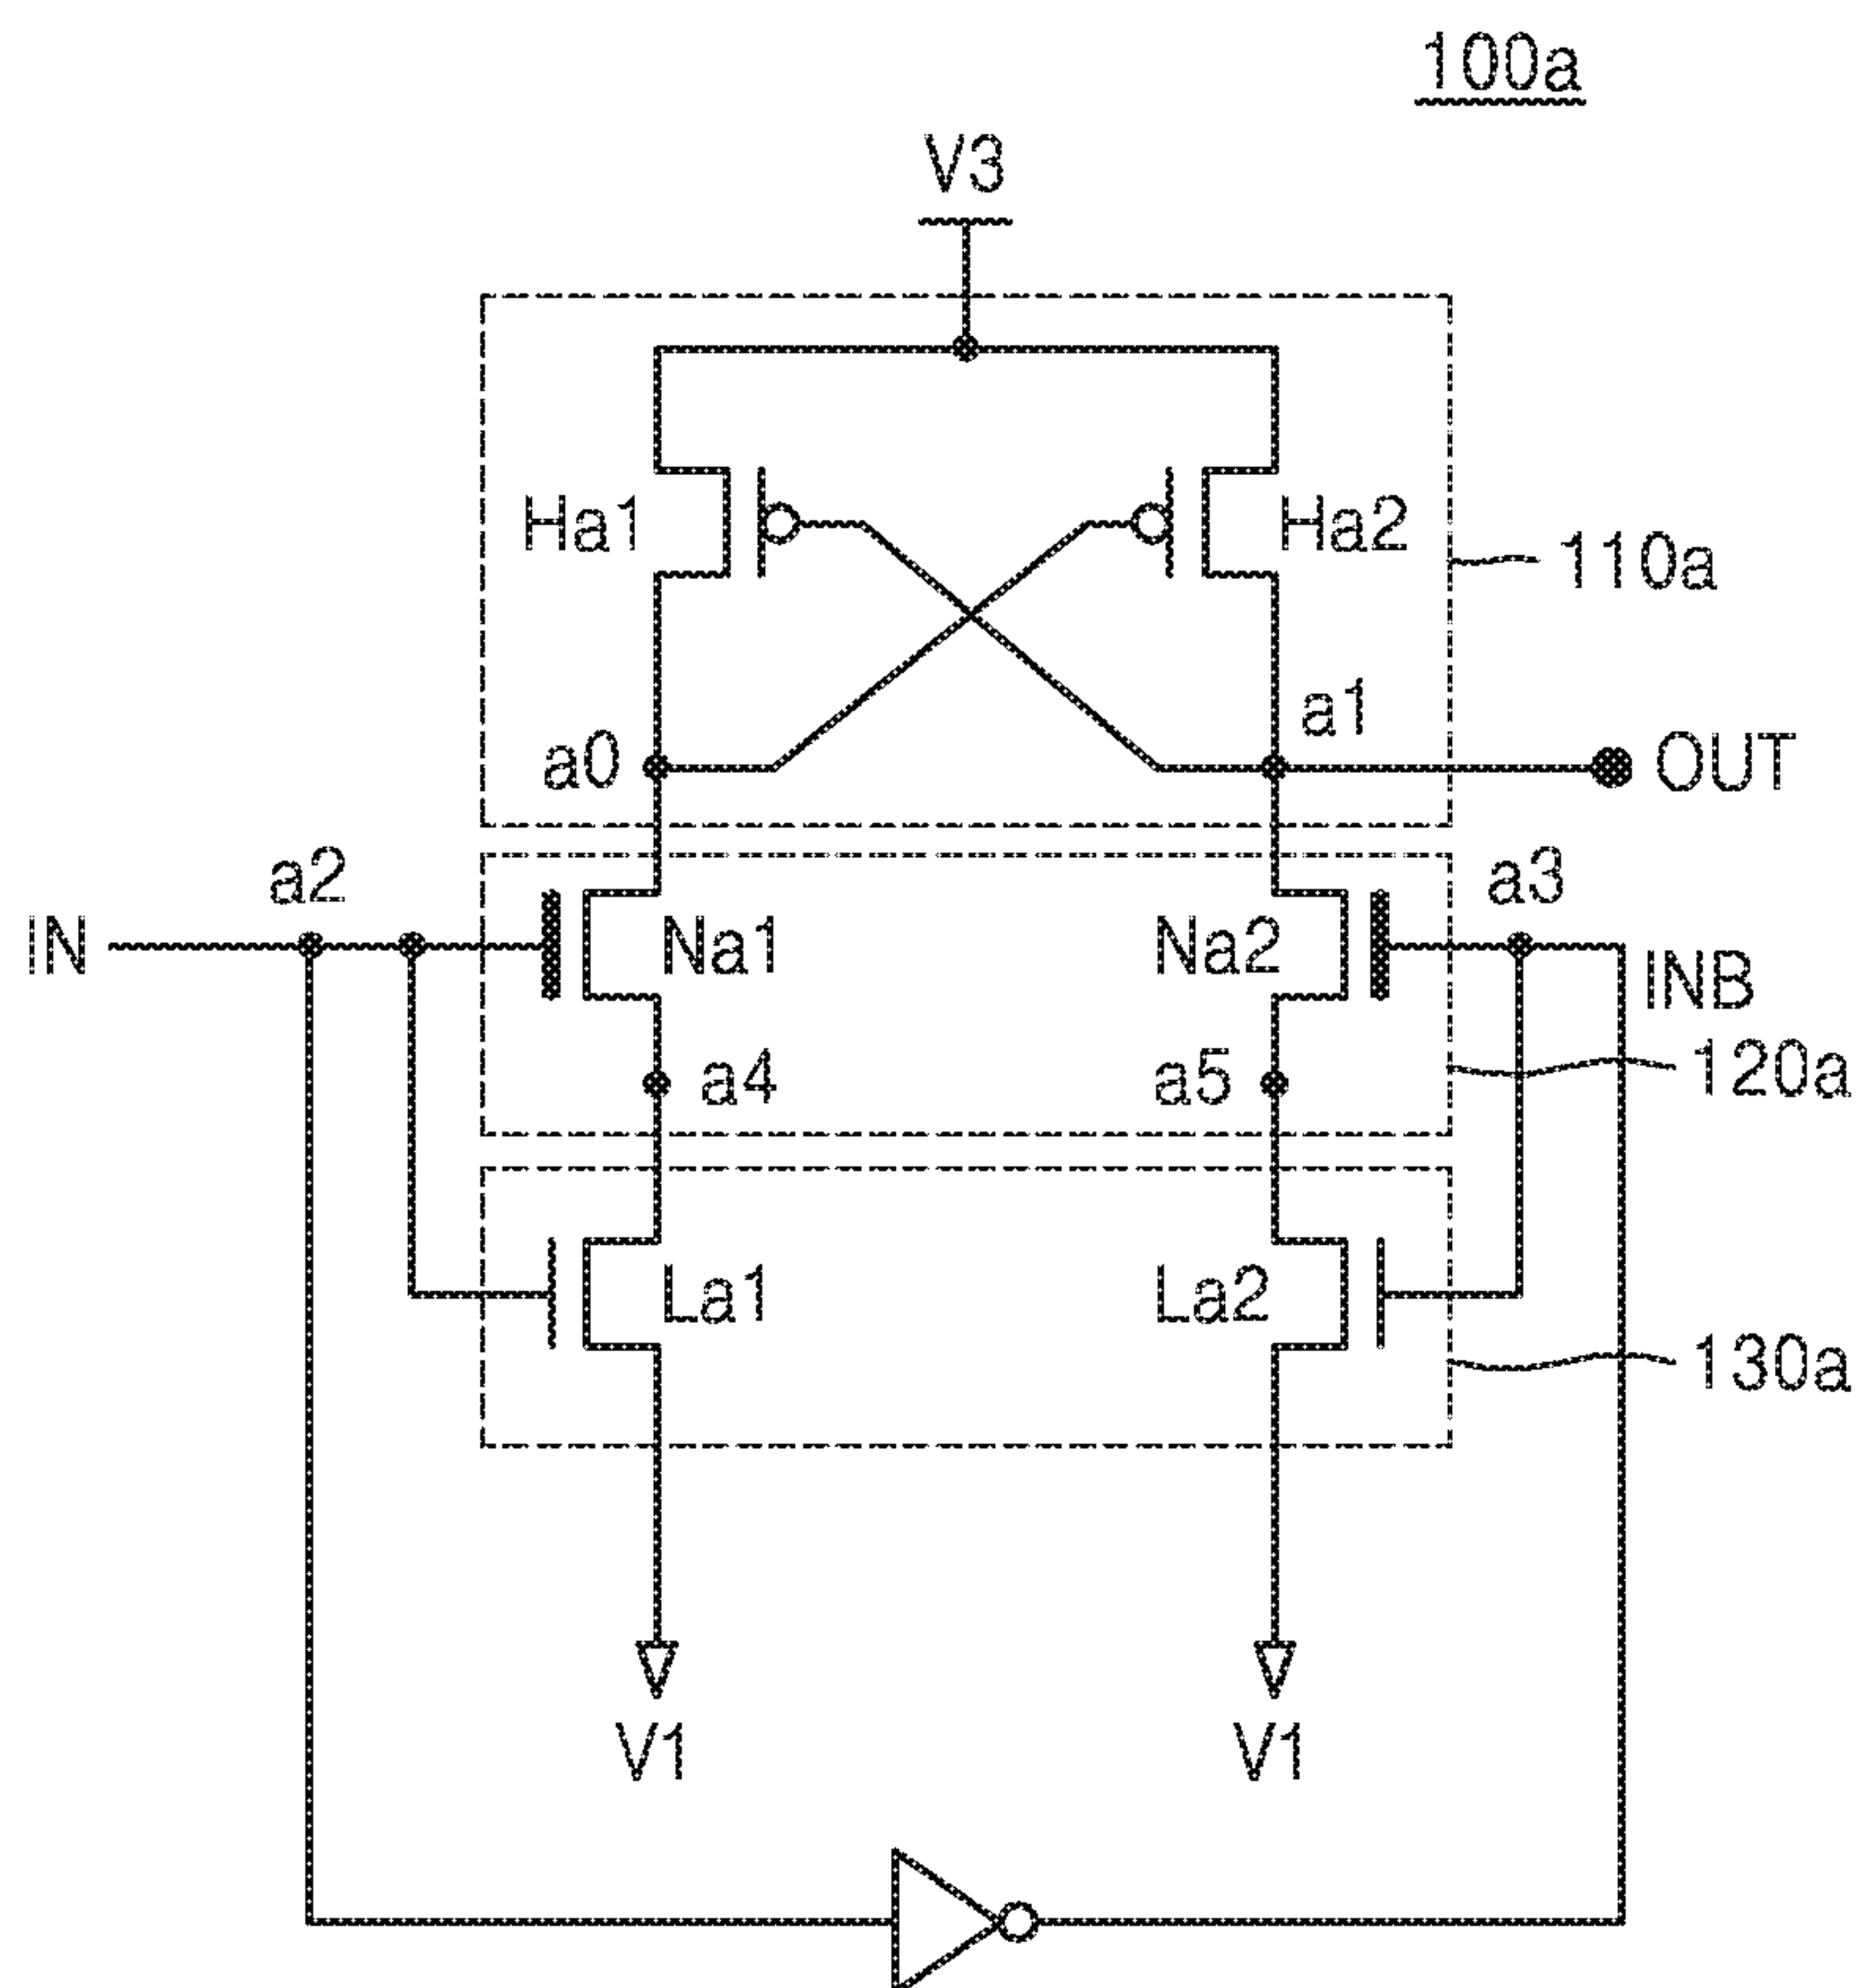 100a
V3
Ha1
Ha2
110a
a1
a0
OUT
a2
a3
IN
Na1
Na2
INB
a4
a5
120a
La1
La2
130a
V1
V1